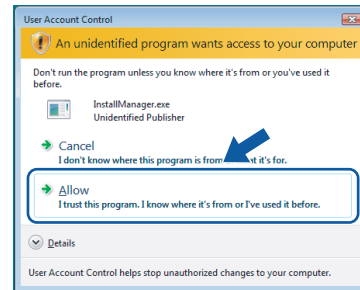 User Account Control
An unidentified program wants access to your computer
Don't run the program unless you know where it's from or you've used it
before.
InstallManager.exe
Unidentified Publisher
Cancel
I don't know where this program is from it's for.
Allow
I trust this program. I know where it's from or I've used it before.
Details
User Account Control helps stop unauthorized changes to your computer.